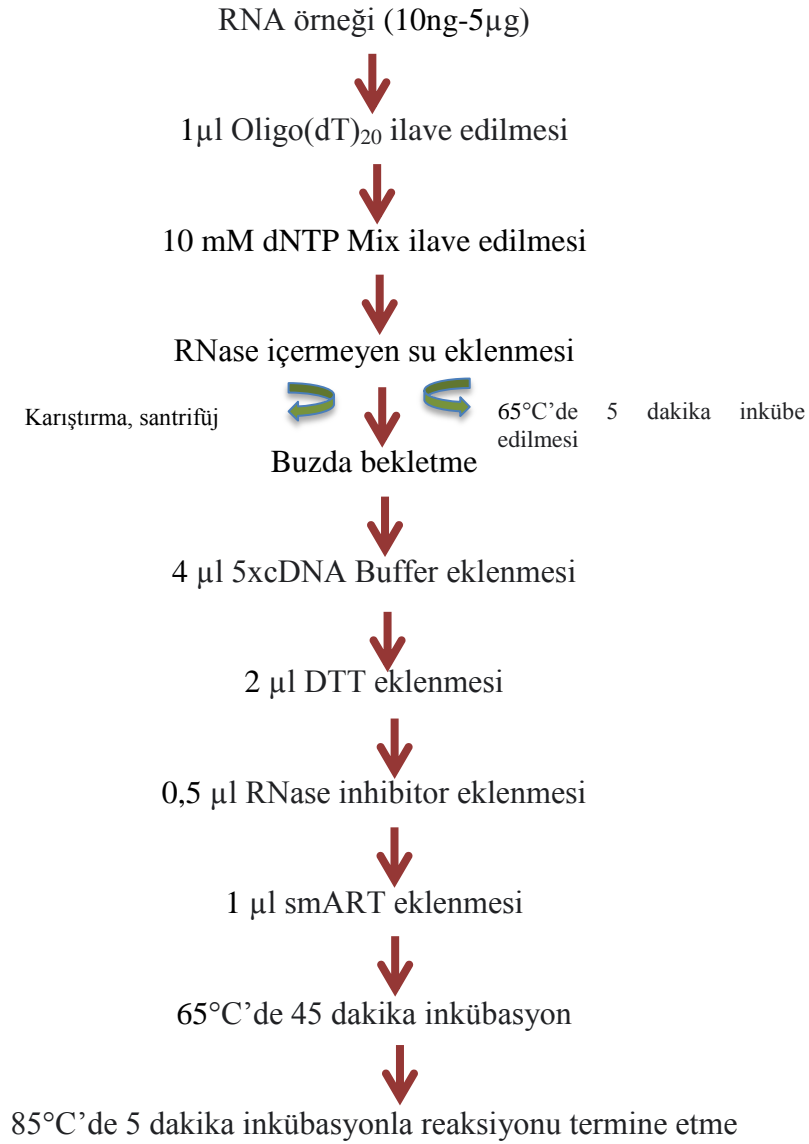 RNA örneği (10ng-5µg)
1µl Oligo(dT)₂₀ ilave edilmesi
10 mM dNTP Mix ilave edilmesi
RNase içermeyen su eklenmesi
Karıştırma, santrifüj
65°C’de 5 dakika inkübe
edilmesi
Buzda bekletme
4 µl 5xcDNA Buffer eklenmesi
2 µl DTT eklenmesi
0,5 µl RNase inhibitor eklenmesi
1 µl smART eklenmesi
65°C’de 45 dakika inkübasyon
85°C’de 5 dakika inkübasyonla reaksiyonu termine etme